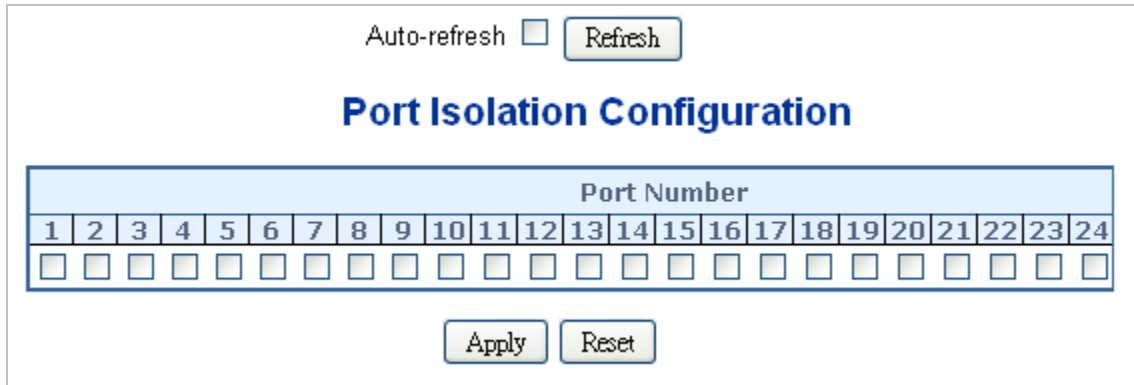 Auto-refresh Refresh
Port Isolation Configuration
Port Number
1 2 3 4 5 6 7 8 9 10 11 12 13 14 15 16 17 18 19 20 21 22 23 24
Apply Reset